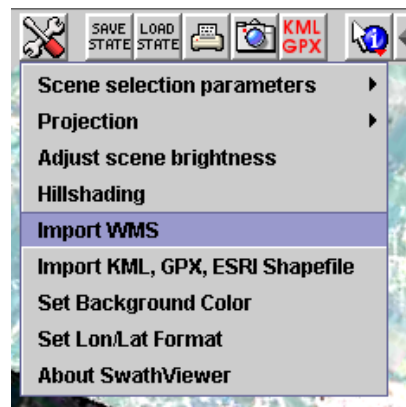 SAVE LOAD KML
STATE STATE GPX
i
Scene selection parameters
Projection
Adjust scene brightness
Hillshading
Import WMS
Import KML, GPX, ESRI Shapefile
Set Background Color
Set Lon/Lat Format
About SwathViewer